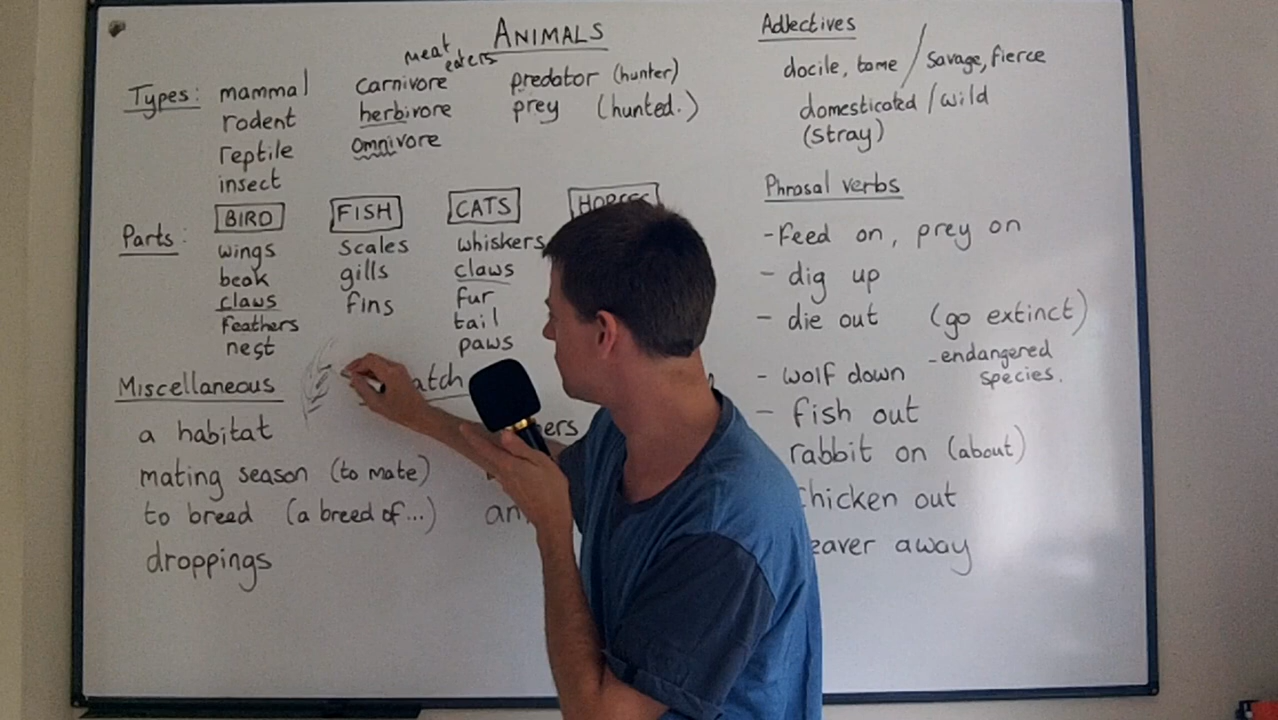 ANIMALS
meat
eaters
Types: mammal
rodent
reptile
insect
carnivore
herbivore
omnivore
predator (hunter)
prey (hunted.)
Parts:
BIRD
wings
beak
claws
feathers
nest
FISH
scales
gills
fins
CATS
whiskers
claws
fur
tail
paws
Miscellaneous
a habitat
mating season (to mate)
to breed (a breed of...)
droppings
Adjectives
docile, tame / savage, fierce
domesticated / wild
(stray)
Phrasal verbs
- Feed on, prey on
- dig up
- die out (go extinct)
- endangered
species.
- wolf down
- fish out
rabbit on (about)
chicken out